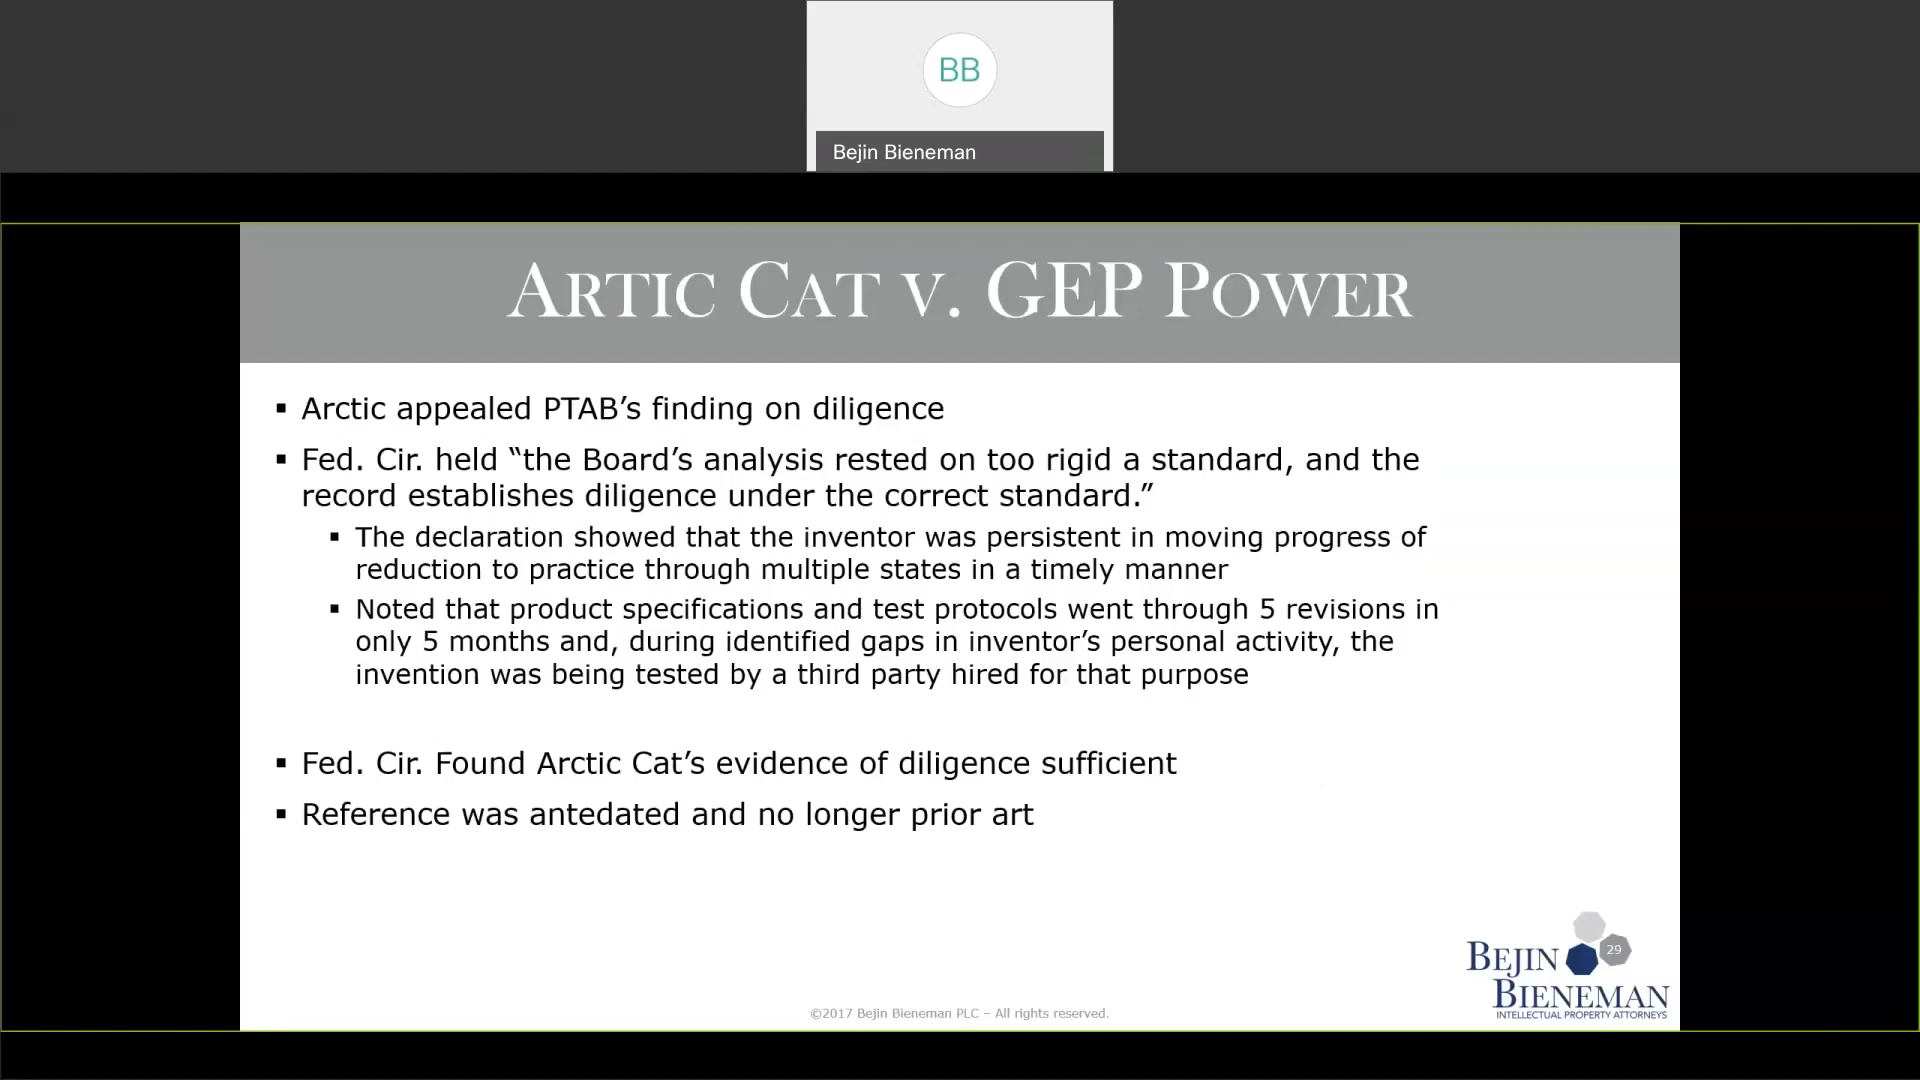 BB
Bejin Bieneman
ARTIC CAT V. GEP POWER
▪ Arctic appealed PTAB’s finding on diligence
▪ Fed. Cir. held “the Board’s analysis rested on too rigid a standard, and the
record establishes diligence under the correct standard.”
▪ The declaration showed that the inventor was persistent in moving progress of
reduction to practice through multiple states in a timely manner
▪ Noted that product specifications and test protocols went through 5 revisions in
only 5 months and, during identified gaps in inventor’s personal activity, the
invention was being tested by a third party hired for that purpose
▪ Fed. Cir. Found Arctic Cat’s evidence of diligence sufficient
▪ Reference was antedated and no longer prior art
29
BEJIN
BIENEMAN
INTELLECTUAL PROPERTY ATTORNEYS
©2017 Bejin Bieneman PLC – All rights reserved.